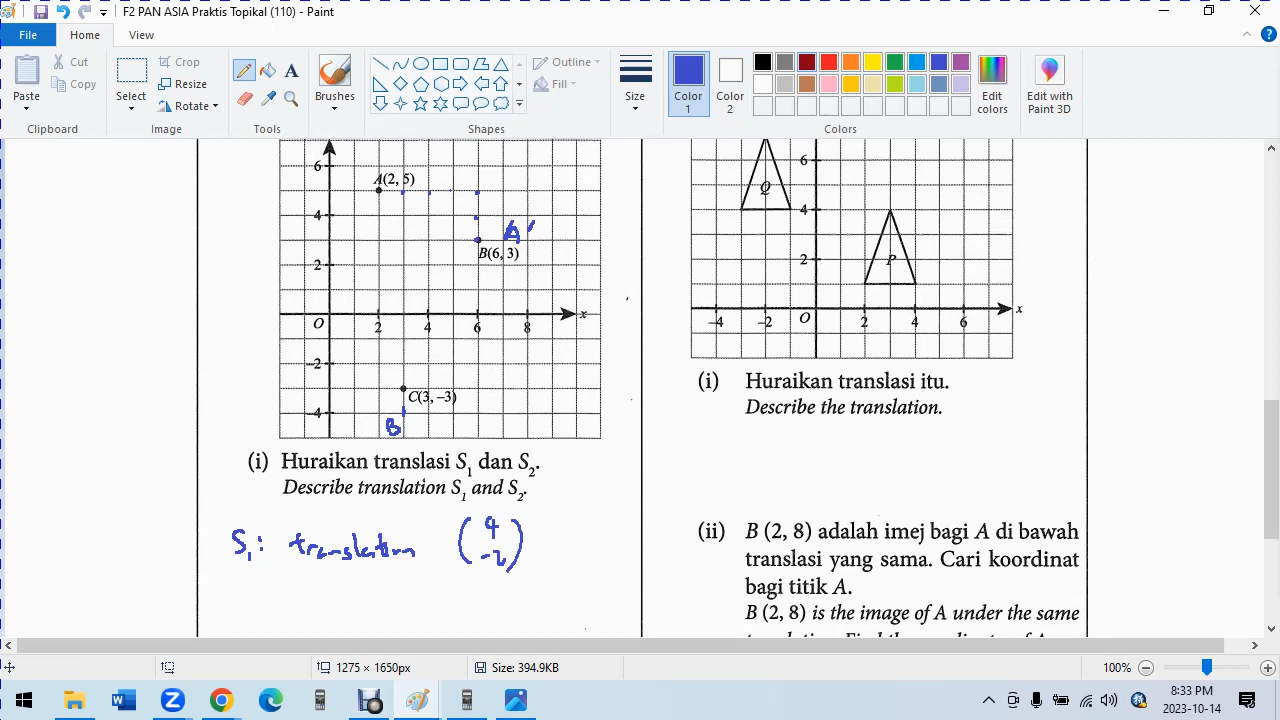 F2 PAN ASIA Praktis Topikal (110) - Paint
File Home View
Paste
Cut
Copy
Clipboard
Select
Crop
Resize
Rotate
Image
A
Tools
Brushes
Shapes
Outline
Fill
Size
Color 1
Color 2
Colors
Edit colors
Edit with Paint 3D
6
A(2, 5)
4
A'
B(6, 3)
2
O
2 4 6 8 x
-2
C(3, -3)
-4
B
(i) Huraikan translasi S₁ dan S₂.
Describe translation S₁ and S₂.
S₁: translation (4
-2)
6
Q
4
2
P
-4 -2 O 2 4 6 x
(i) Huraikan translasi itu.
Describe the translation.
(ii) B (2, 8) adalah imej bagi A di bawah
translasi yang sama. Cari koordinat
bagi titik A.
B (2, 8) is the image of A under the same
1275 × 1650px
Size: 394.9KB
100%
8:33 PM
2023-10-14